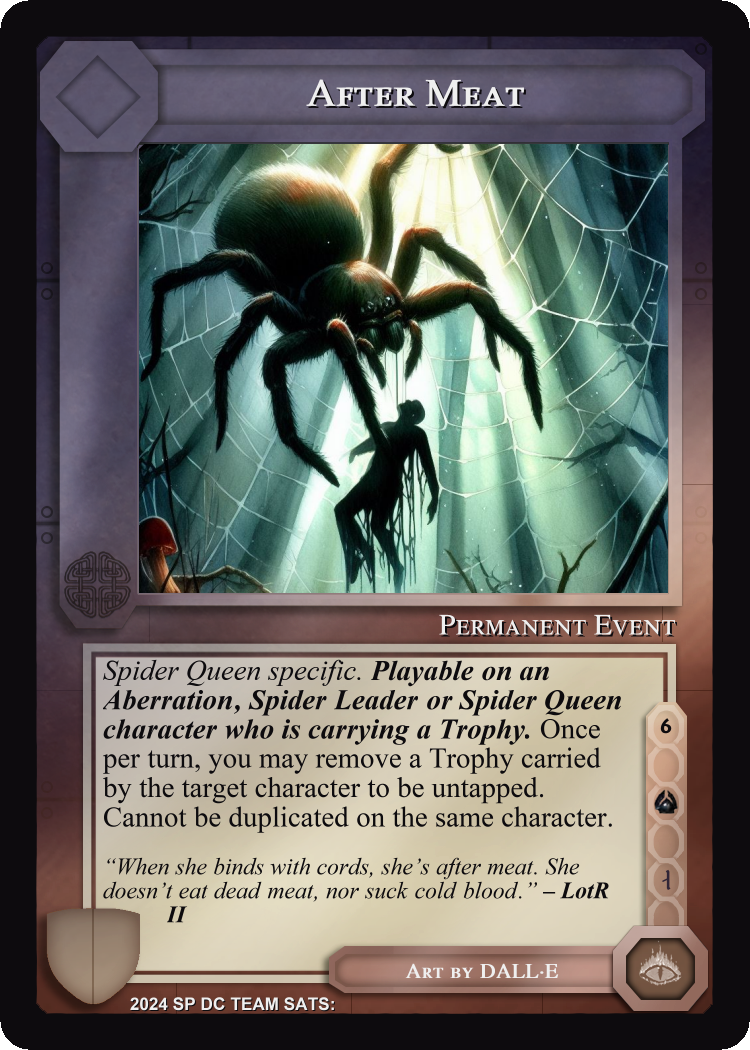 After Meat
Permanent Event
Spider Queen specific. Playable on an
Aberration, Spider Leader or Spider Queen
character who is carrying a Trophy. Once
per turn, you may remove a Trophy carried
by the target character to be untapped.
Cannot be duplicated on the same character.
6
“When she binds with cords, she’s after meat. She
doesn’t eat dead meat, nor suck cold blood.” – LotR
II
Art by DALL·E
2024 SP DC TEAM SATS: